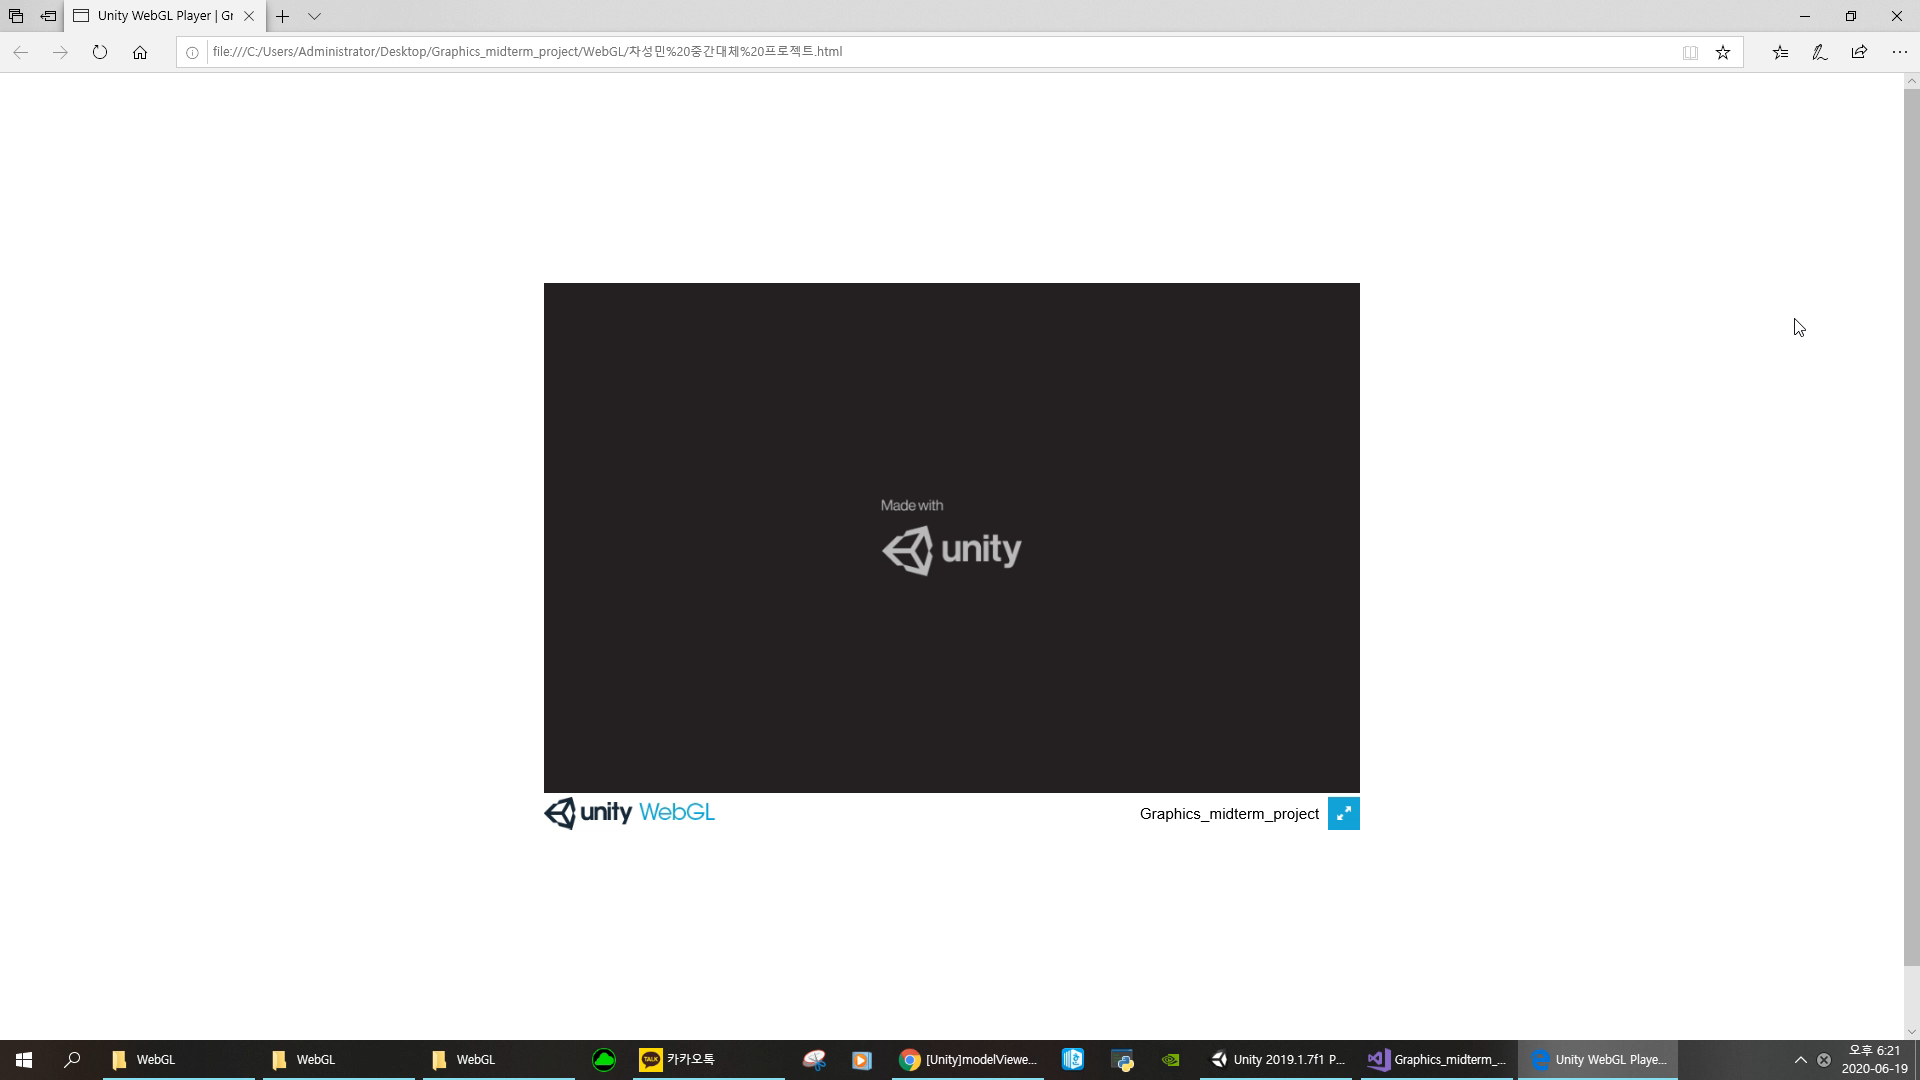 Unity WebGL Player | Gr
file:///C:/Users/Administrator/Desktop/Graphics_midterm_project/WebGL/차성민%20중간대체%20프로젝트.html
Made with
unity
unity WebGL
Graphics_midterm_project
WebGL
WebGL
WebGL
TALK
카카오톡
[Unity]modelViewe...
Unity 2019.1.7f1 P...
Graphics_midterm_...
Unity WebGL Playe...
오후 6:21
2020-06-19